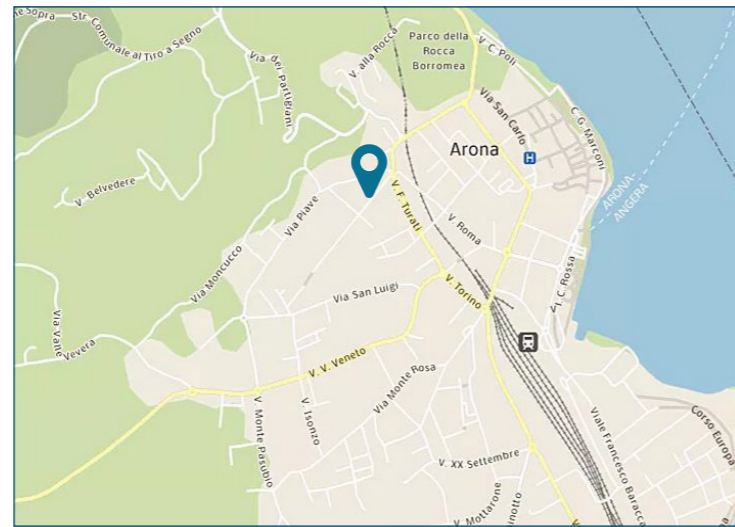 Sopra
Str. Comunale al Tiro a Segno
Via dei Partigiani
V. alla Rocca
Parco della
Rocca
Borromea
V. C. Poli
Via San Carlo
C. G. Marconi
Arona
H
V. Belvedere
Via Piave
V. F. Turati
V. Roma
ARONA-
ANGERA
Via Moncucco
Via San Luigi
V. Torino
C. Rossa
Via Valle
Vevera
V. V. Veneto
Via Monte Rosa
V. Monte Pasubio
V. Isonzo
V. XX Settembre
V. Mottarone
Viale Francesco Baracca
Corso Europa